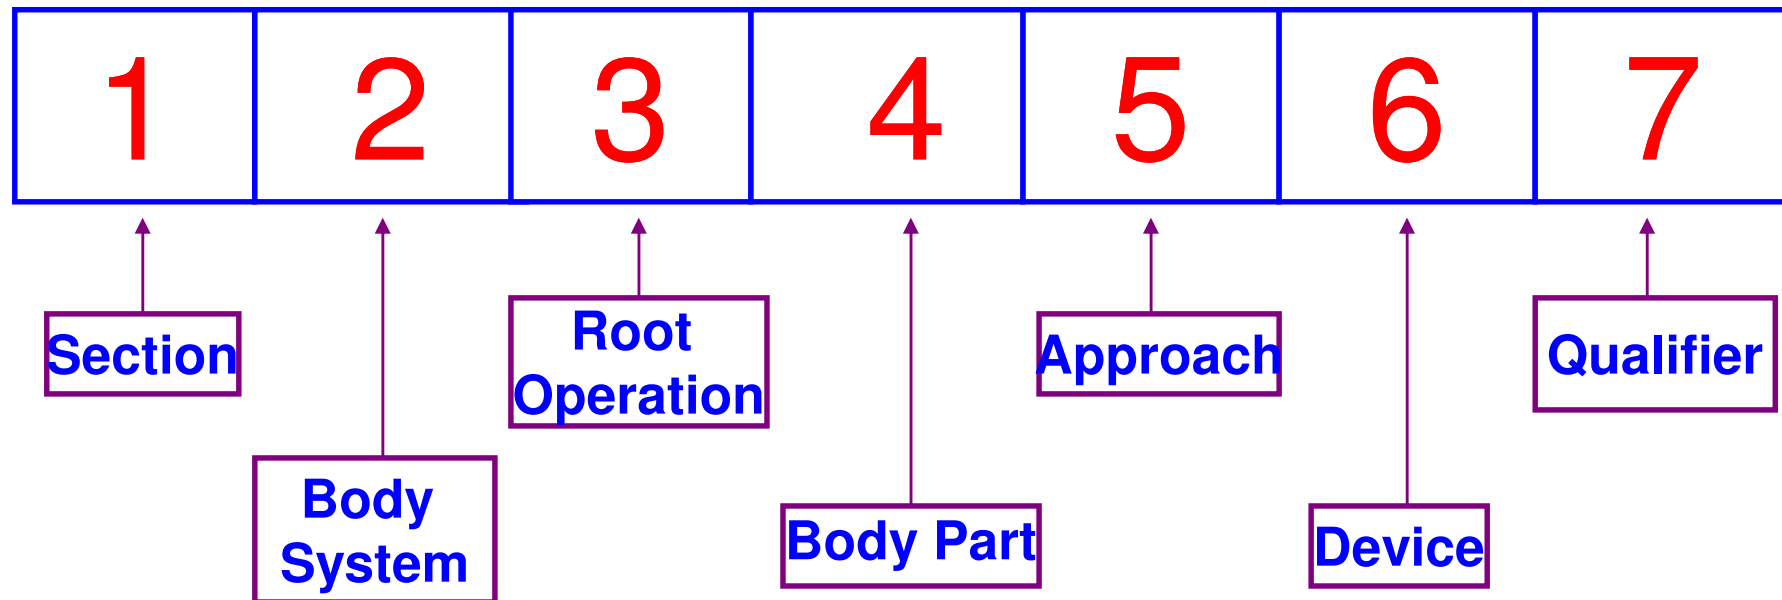 1 2 3 4 5 6 7
Section
Root
Operation
Approach
Qualifier
Body
System
Body Part
Device